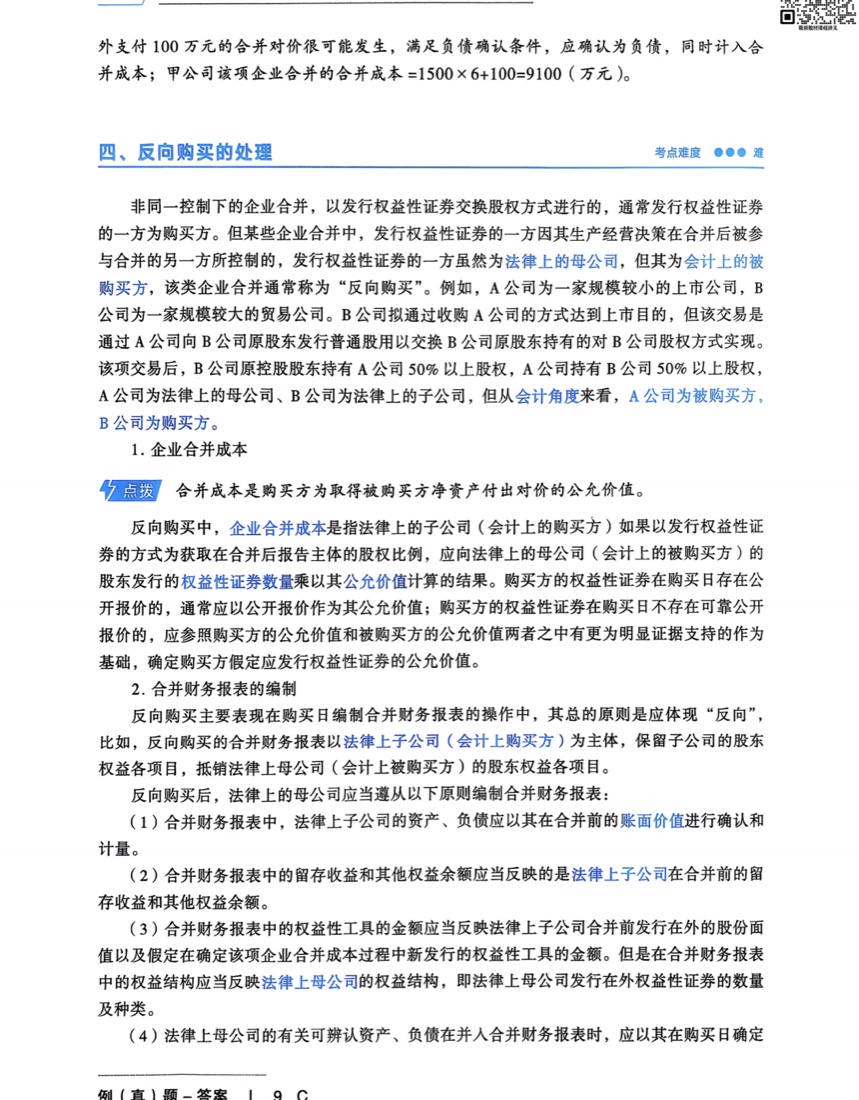 外支付 100 万元的合并对价很可能发生，满足负债确认条件，应确认为负债，同时计入合
并成本；甲公司该项企业合并的合并成本 =1500×6+100=9100（万元）。
四、反向购买的处理
考点难度 ●●● 难
非同一控制下的企业合并，以发行权益性证券交换股权方式进行的，通常发行权益性证券
的一方为购买方。但某些企业合并中，发行权益性证券的一方因其生产经营决策在合并后被参
与合并的另一方所控制的，发行权益性证券的一方虽然为法律上的母公司，但其为会计上的被
购买方，该类企业合并通常称为“反向购买”。例如，A 公司为一家规模较小的上市公司，B
公司为一家规模较大的贸易公司。B 公司拟通过收购 A 公司的方式达到上市目的，但该交易是
通过 A 公司向 B 公司原股东发行普通股用以交换 B 公司原股东持有的对 B 公司股权方式实现。
该项交易后，B 公司原控股股东持有 A 公司 50% 以上股权，A 公司持有 B 公司 50% 以上股权，
A 公司为法律上的母公司、B 公司为法律上的子公司，但从会计角度来看，A 公司为被购买方，
B 公司为购买方。
1. 企业合并成本
点拨 合并成本是购买方为取得被购买方净资产付出对价的公允价值。
反向购买中，企业合并成本是指法律上的子公司（会计上的购买方）如果以发行权益性证
券的方式为获取在合并后报告主体的股权比例，应向法律上的母公司（会计上的被购买方）的
股东发行的权益性证券数量乘以其公允价值计算的结果。购买方的权益性证券在购买日存在公
开报价的，通常应以公开报价作为其公允价值；购买方的权益性证券在购买日不存在可靠公开
报价的，应参照购买方的公允价值和被购买方的公允价值两者之中有更为明显证据支持的作为
基础，确定购买方假定应发行权益性证券的公允价值。
2. 合并财务报表的编制
反向购买主要表现在购买日编制合并财务报表的操作中，其总的原则是应体现“反向”，
比如，反向购买的合并财务报表以法律上子公司（会计上购买方）为主体，保留子公司的股东
权益各项目，抵销法律上母公司（会计上被购买方）的股东权益各项目。
反向购买后，法律上的母公司应当遵从以下原则编制合并财务报表：
（1）合并财务报表中，法律上子公司的资产、负债应以其在合并前的账面价值进行确认和
计量。
（2）合并财务报表中的留存收益和其他权益余额应当反映的是法律上子公司在合并前的留
存收益和其他权益余额。
（3）合并财务报表中的权益性工具的金额应当反映法律上子公司合并前发行在外的股份面
值以及假定在确定该项企业合并成本过程中新发行的权益性工具的金额。但是在合并财务报表
中的权益结构应当反映法律上母公司的权益结构，即法律上母公司发行在外权益性证券的数量
及种类。
（4）法律上母公司的有关可辨认资产、负债在并入合并财务报表时，应以其在购买日确定
例（真）题－答案 | 9 C